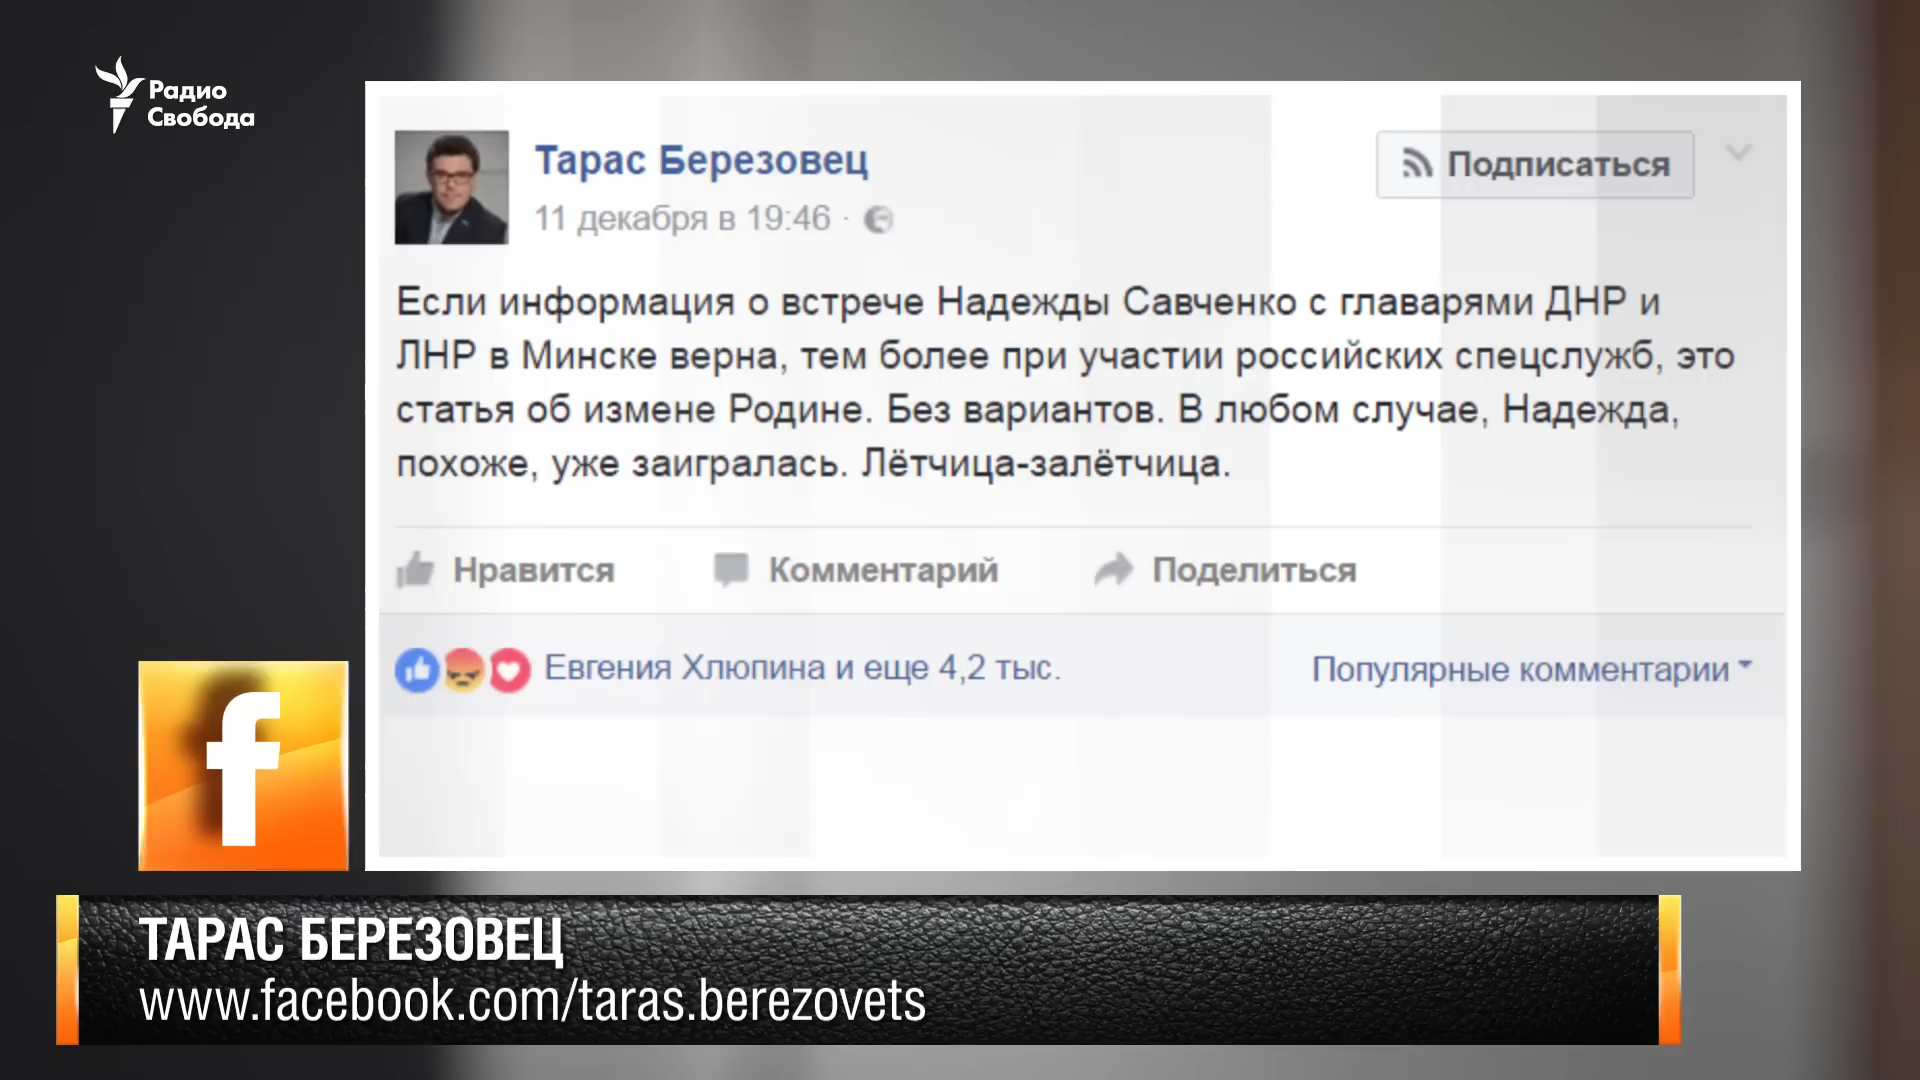 Радио
Свобода
Тарас Березовец
Подписаться
11 декабря в 19:46 ·
Если информация о встрече Надежды Савченко с главарями ДНР и
ЛНР в Минске верна, тем более при участии российских спецслужб, это
статья об измене Родине. Без вариантов. В любом случае, Надежда,
похоже, уже заигралась. Лётчица-залётчица.
Нравится Комментарий Поделиться
Евгения Хлюпина и еще 4,2 тыс. Популярные комментарии
f
ТАРАС БЕРЕЗОВЕЦ
www.facebook.com/taras.berezovets